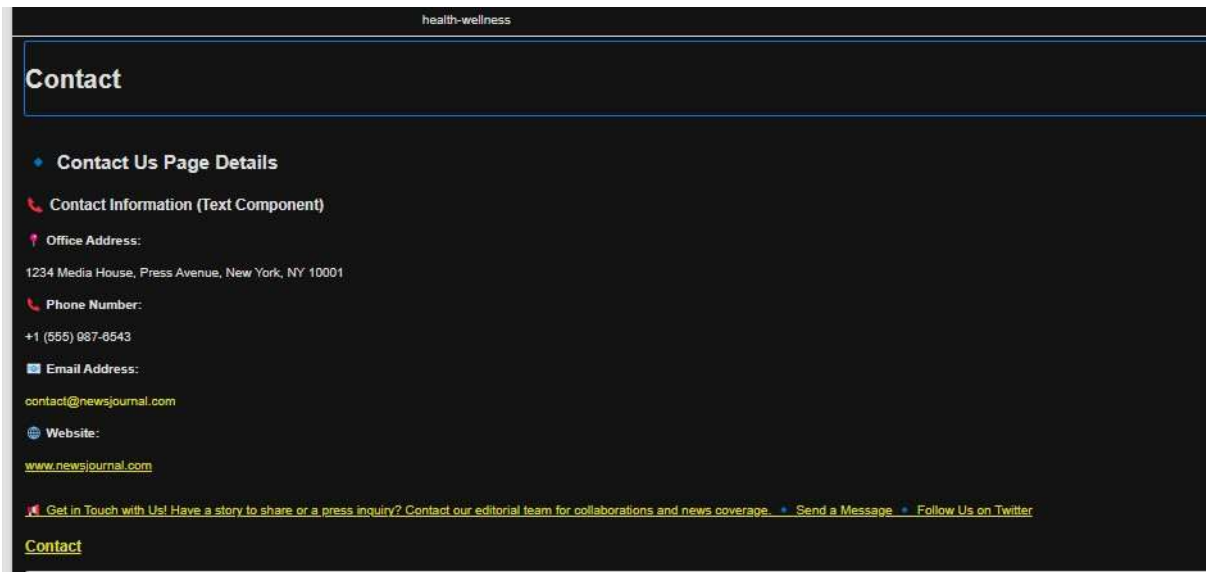 health-wellness
Contact
🔹 Contact Us Page Details
📞 Contact Information (Text Component)
📍 Office Address:
1234 Media House, Press Avenue, New York, NY 10001
📞 Phone Number:
+1 (555) 987-6543
📧 Email Address:
contact@newsjournal.com
🌐 Website:
www.newsjournal.com
📢 Get in Touch with Us! Have a story to share or a press inquiry? Contact our editorial team for collaborations and news coverage. 🔹 Send a Message 🔹 Follow Us on Twitter
Contact